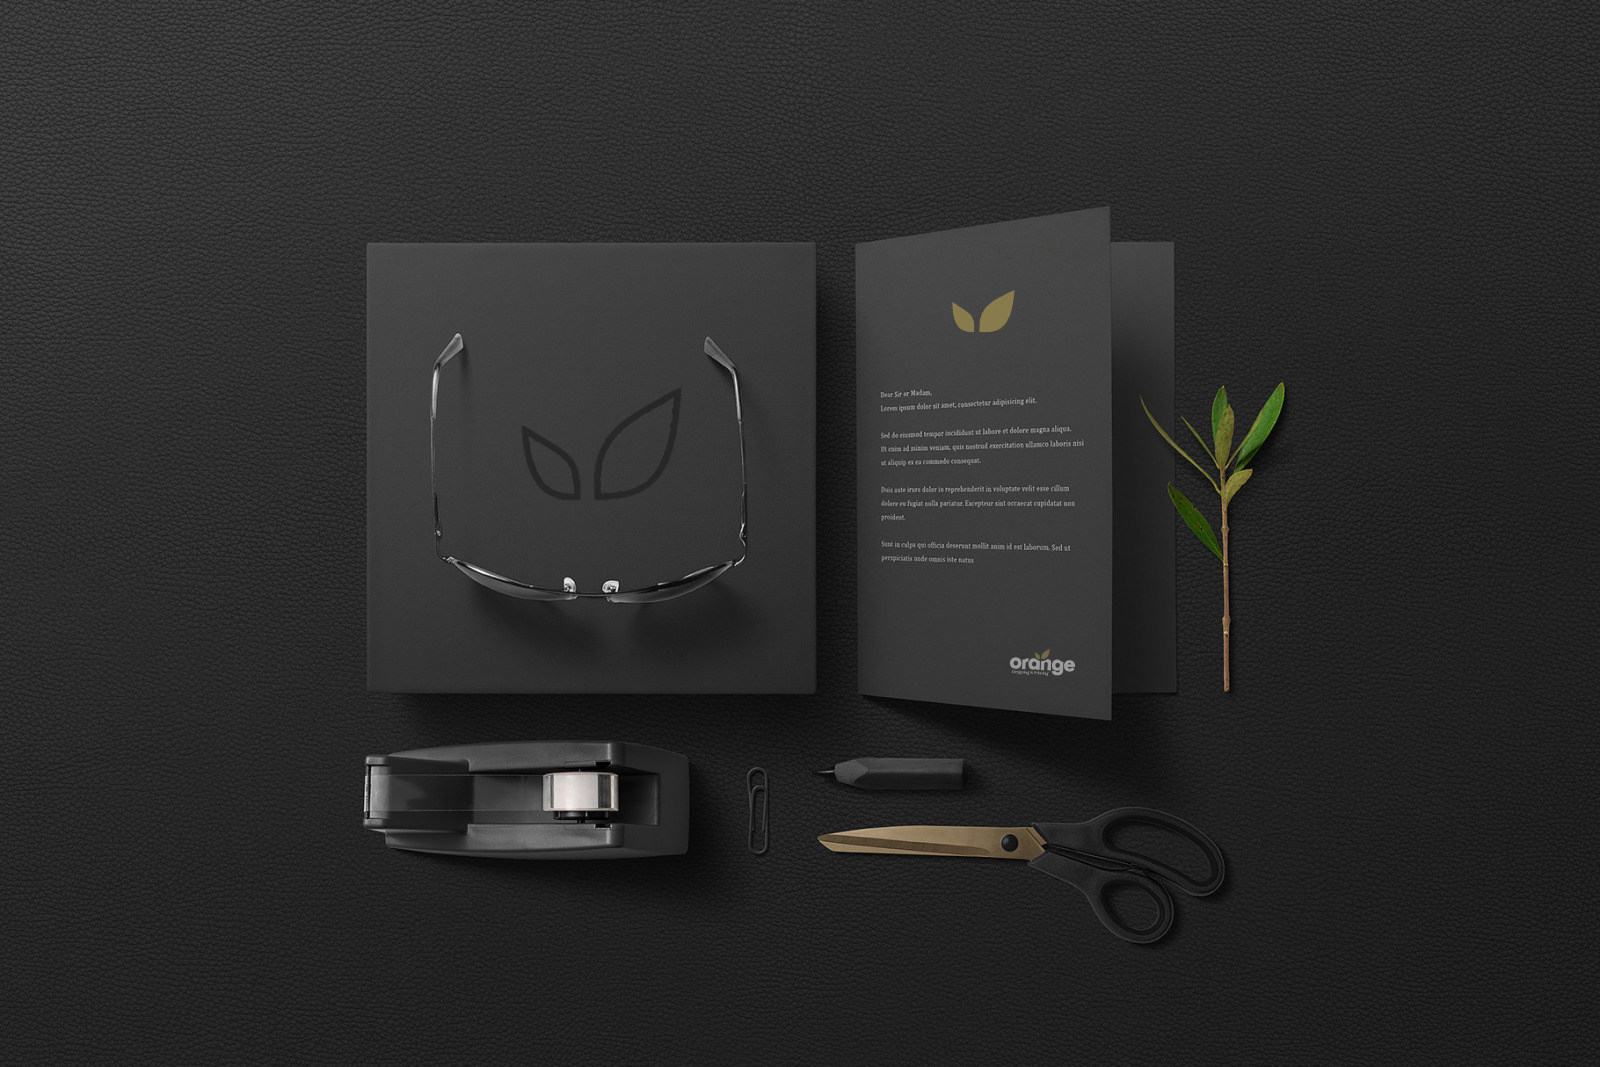 Dear Sir or Madam,
Lorem ipsum dolor sit amet, consectetur adipisicing elit.
Sed do eiusmod tempor incididunt ut labore et dolore magna aliqua.
Ut enim ad minim veniam, quis nostrud exercitation ullamco laboris nisi
ut aliquip ex ea commodo consequat.
Duis aute irure dolor in reprehenderit in voluptate velit esse cillum
dolore eu fugiat nulla pariatur. Excepteur sint occaecat cupidatat non
proident.
Sunt in culpa qui officia deserunt mollit anim id est laborum. Sed ut
perspiciatis unde omnis iste natus
orange
Designing & Printing